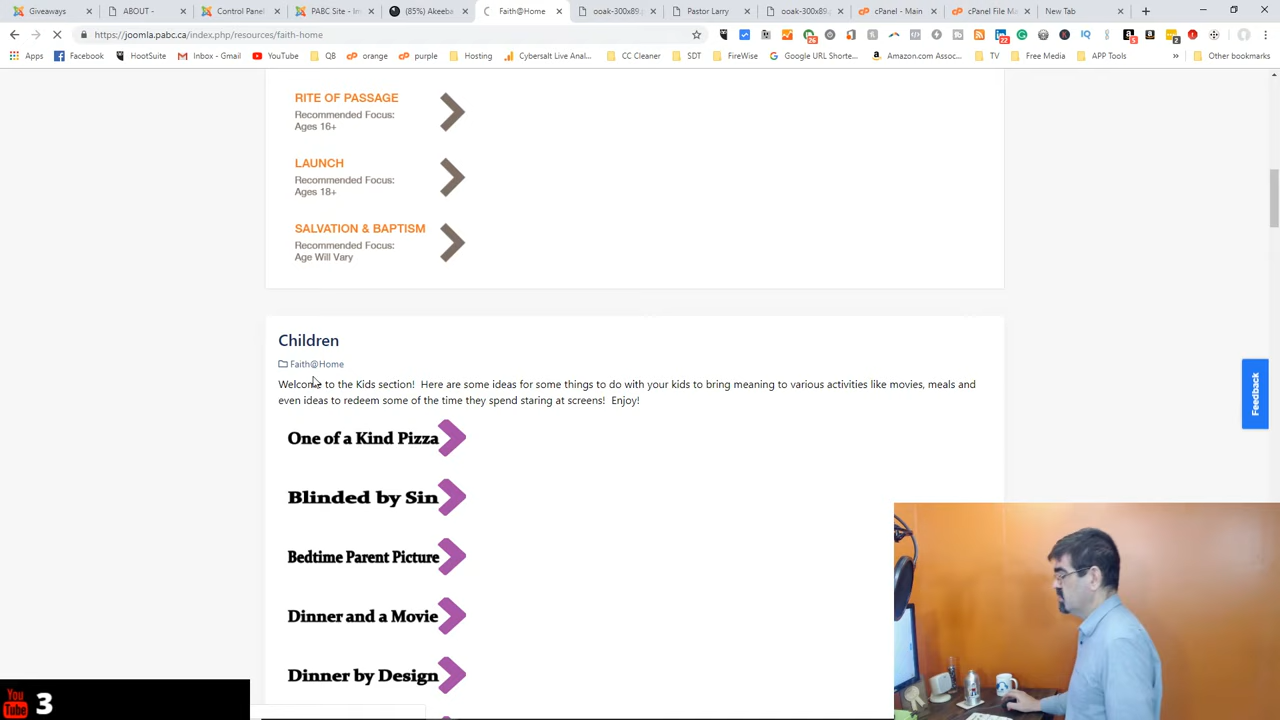 Giveaways
ABOUT -
Control Panel
PABC Site - In
(85%) Akeeba
Faith@Home
ooak-300x89.
Pastor Larry
ooak-300x89.
cPanel - Main
cPanel File M
New Tab
https://joomla.pabc.ca/index.php/resources/faith-home
Apps
Facebook
HootSuite
Inbox - Gmail
YouTube
QB
orange
purple
Hosting
Cybersalt Live Anal...
CC Cleaner
SDT
FireWise
Google URL Shorte...
Amazon.com Assoc...
TV
Free Media
APP Tools
Other bookmarks
RITE OF PASSAGE
Recommended Focus:
Ages 16+
LAUNCH
Recommended Focus:
Ages 18+
SALVATION & BAPTISM
Recommended Focus:
Age Will Vary
Children
Faith@Home
Welcome to the Kids section! Here are some ideas for some things to do with your kids to bring meaning to various activities like movies, meals and
even ideas to redeem some of the time they spend staring at screens! Enjoy!
One of a Kind Pizza
Blinded by Sin
Bedtime Parent Picture
Dinner and a Movie
Dinner by Design
Feedback
You
Tube
3